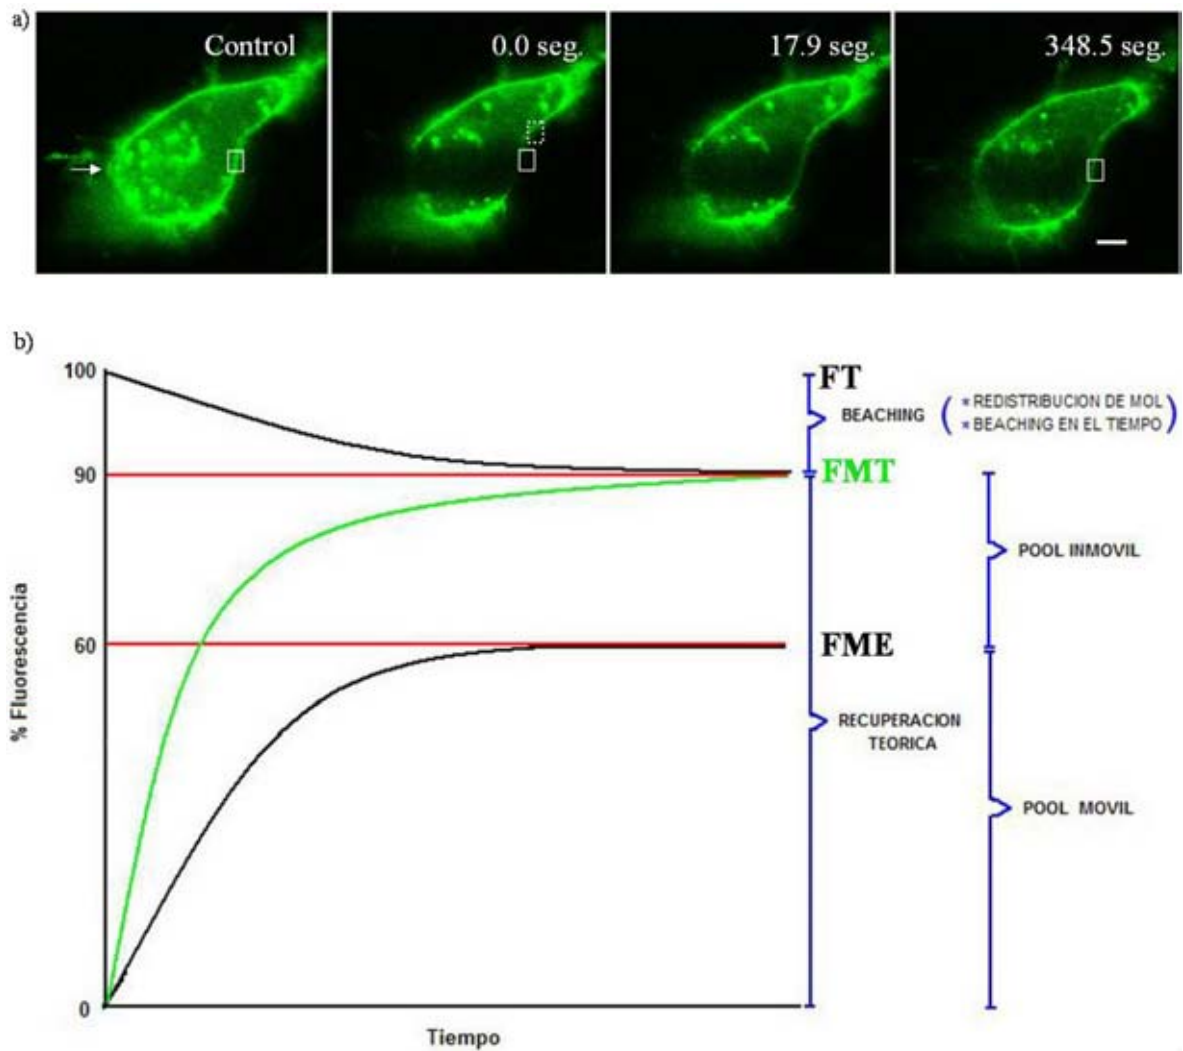 a)
Control
0.0 seg.
17.9 seg.
348.5 seg.
b)
100
90
60
0
% Fluorescencia
Tiempo
FT
FMT
FME
BEACHING
* REDISTRIBUCION DE MOL
* BEACHING EN EL TIEMPO
RECUPERACION
TEORICA
POOL INMOVIL
POOL MOVIL